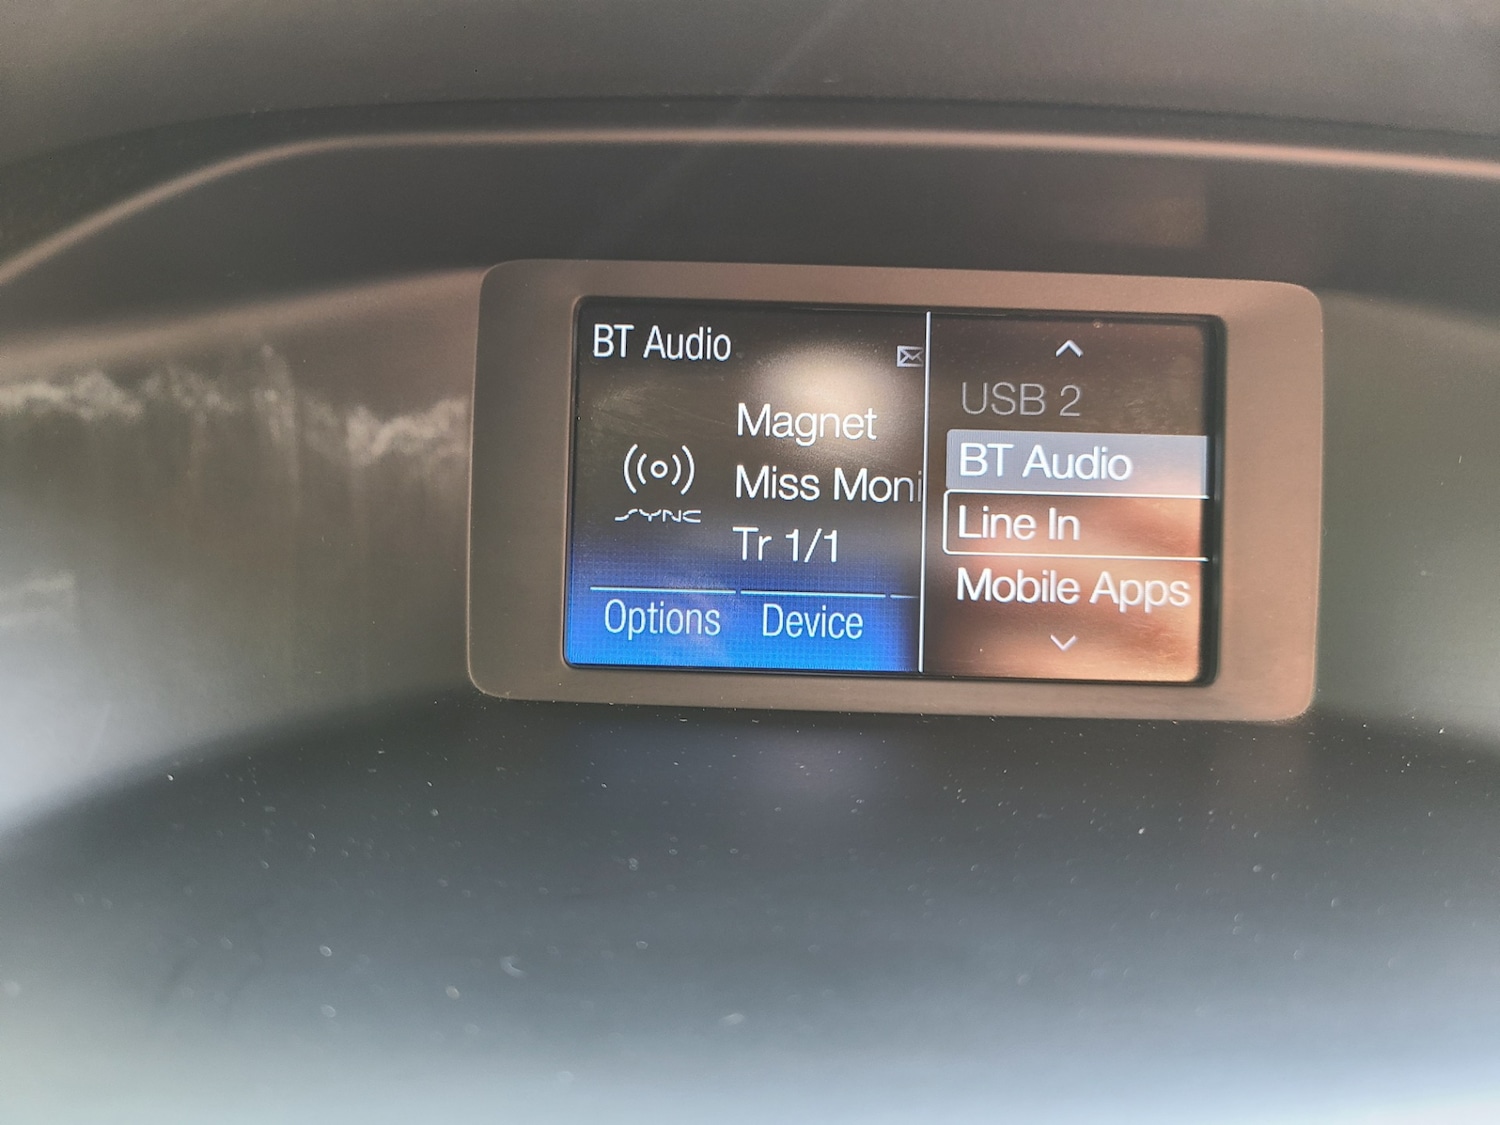 BT Audio
Magnet
Miss Moni
SYNC
Tr 1/1
Options
Device
USB 2
BT Audio
Line In
Mobile Apps